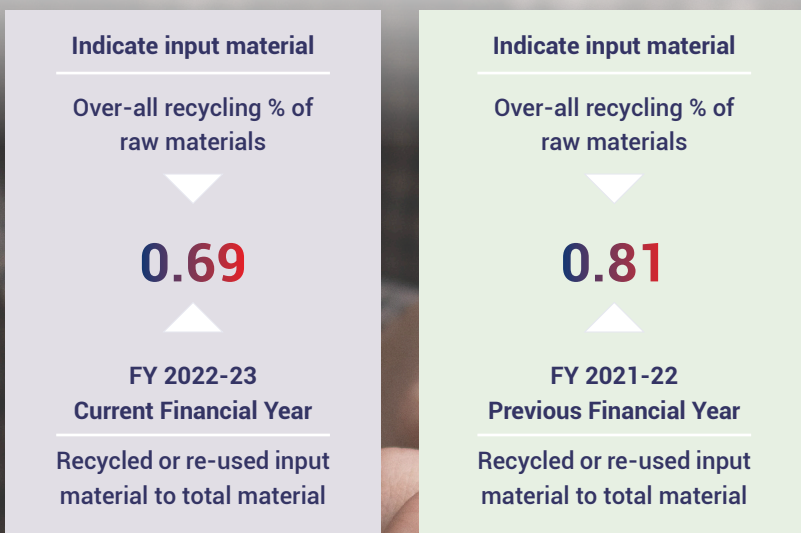 Indicate input material
Over-all recycling % of
raw materials
0.69
FY 2022-23
Current Financial Year
Recycled or re-used input
material to total material
Indicate input material
Over-all recycling % of
raw materials
0.81
FY 2021-22
Previous Financial Year
Recycled or re-used input
material to total material